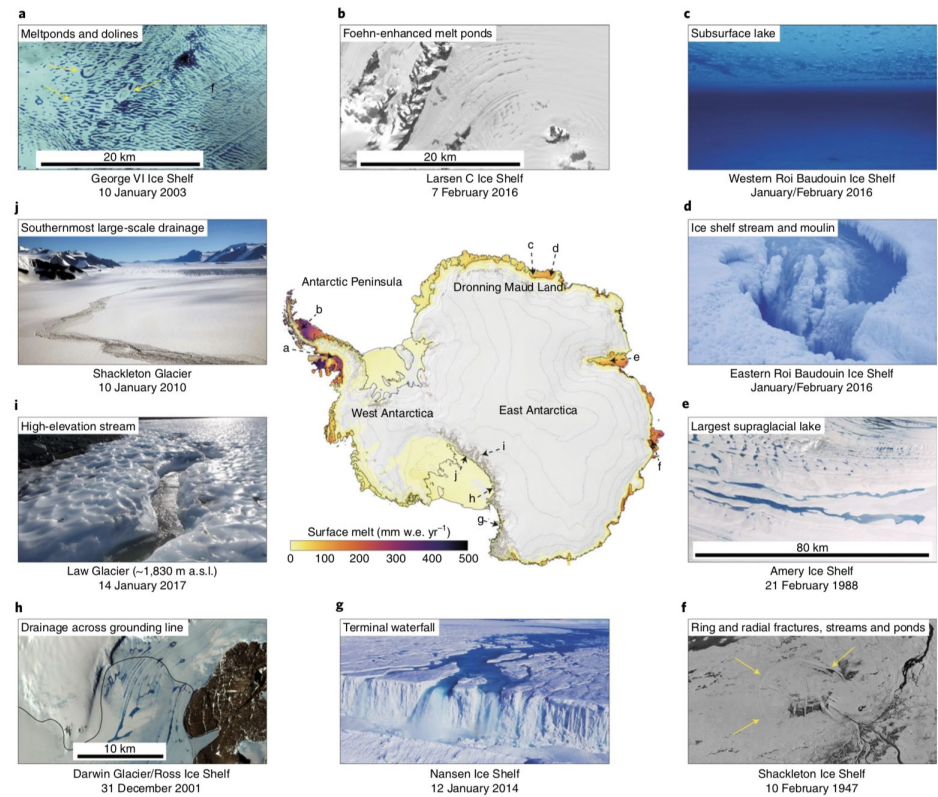 a
Meltponds and dolines
20 km
George VI Ice Shelf
10 January 2003
b
Foehn-enhanced melt ponds
20 km
Larsen C Ice Shelf
7 February 2016
c
Subsurface lake
Western Roi Baudouin Ice Shelf
January/February 2016
j
Southernmost large-scale drainage
Shackleton Glacier
10 January 2010
d
Ice shelf stream and moulin
Eastern Roi Baudouin Ice Shelf
January/February 2016
c d
Antarctic Peninsula
Dronning Maud Land
b
a
e
West Antarctica
East Antarctica
f
i
j
h
g
Surface melt (mm w.e. yr⁻¹)
0 100 200 300 400 500
i
High-elevation stream
Law Glacier (~1,830 m a.s.l.)
14 January 2017
e
Largest supraglacial lake
80 km
Amery Ice Shelf
21 February 1988
h
Drainage across grounding line
10 km
Darwin Glacier/Ross Ice Shelf
31 December 2001
g
Terminal waterfall
Nansen Ice Shelf
12 January 2014
f
Ring and radial fractures, streams and ponds
Shackleton Ice Shelf
10 February 1947